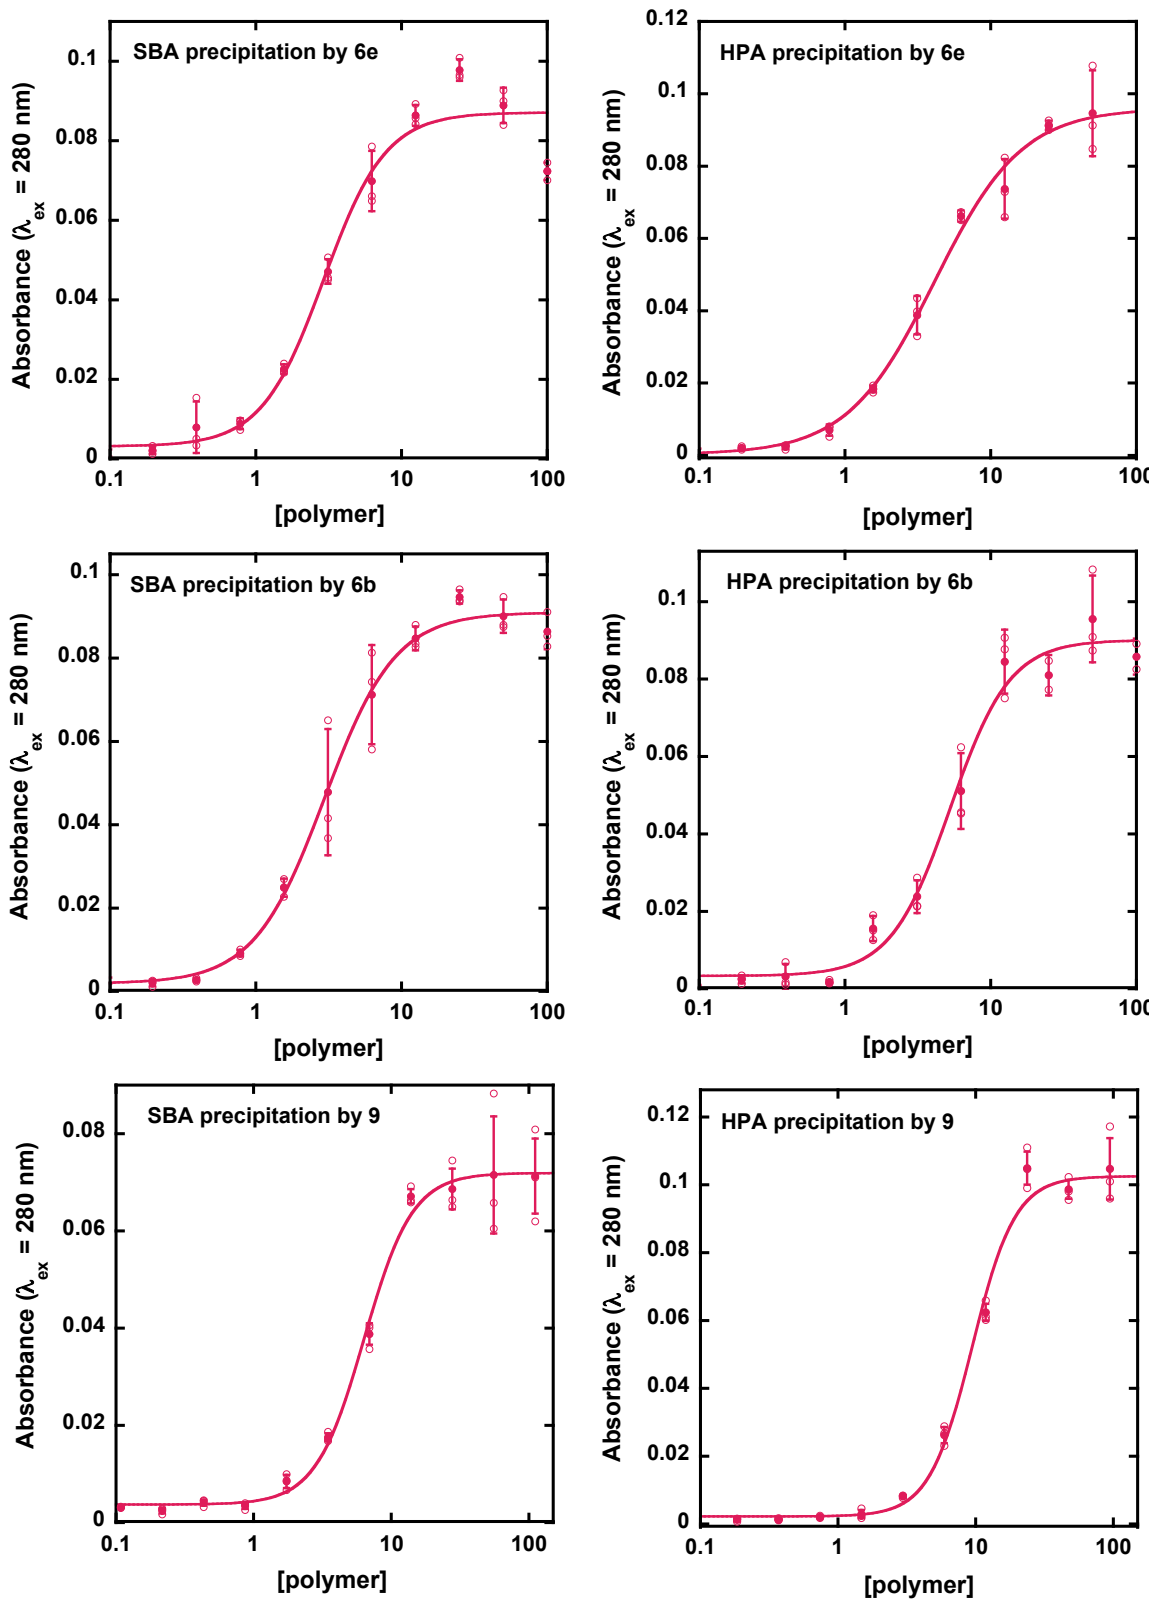 SBA precipitation by 6e
Absorbance (λex = 280 nm)
0.1
0.08
0.06
0.04
0.02
0
0.1 1 10 100
[polymer]
HPA precipitation by 6e
Absorbance (λex = 280 nm)
0.12
0.1
0.08
0.06
0.04
0.02
0
0.1 1 10 100
[polymer]
SBA precipitation by 6b
Absorbance (λex = 280 nm)
0.1
0.08
0.06
0.04
0.02
0
0.1 1 10 100
[polymer]
HPA precipitation by 6b
Absorbance (λex = 280 nm)
0.1
0.08
0.06
0.04
0.02
0
0.1 1 10 100
[polymer]
SBA precipitation by 9
Absorbance (λex = 280 nm)
0.08
0.06
0.04
0.02
0
0.1 1 10 100
[polymer]
HPA precipitation by 9
Absorbance (λex = 280 nm)
0.12
0.1
0.08
0.06
0.04
0.02
0
0.1 1 10 100
[polymer]